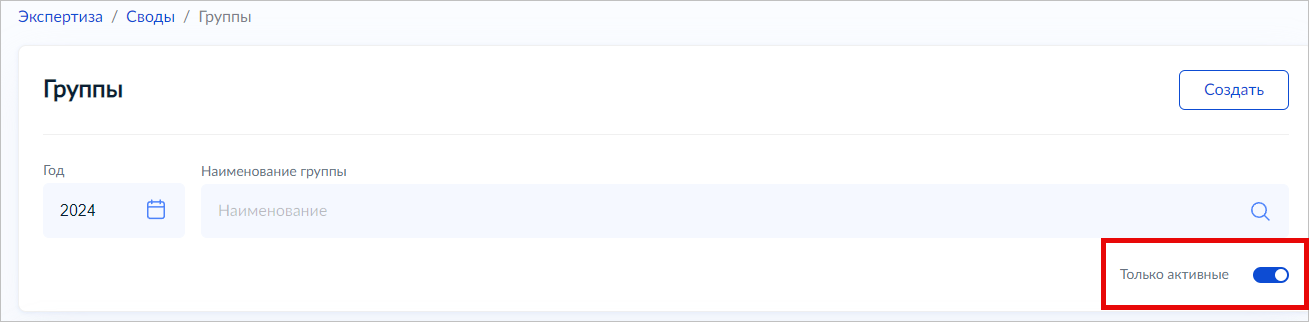 Экспертиза / Своды / Группы
Группы
Создать
Год
Наименование группы
2024
Наименование
Только активные